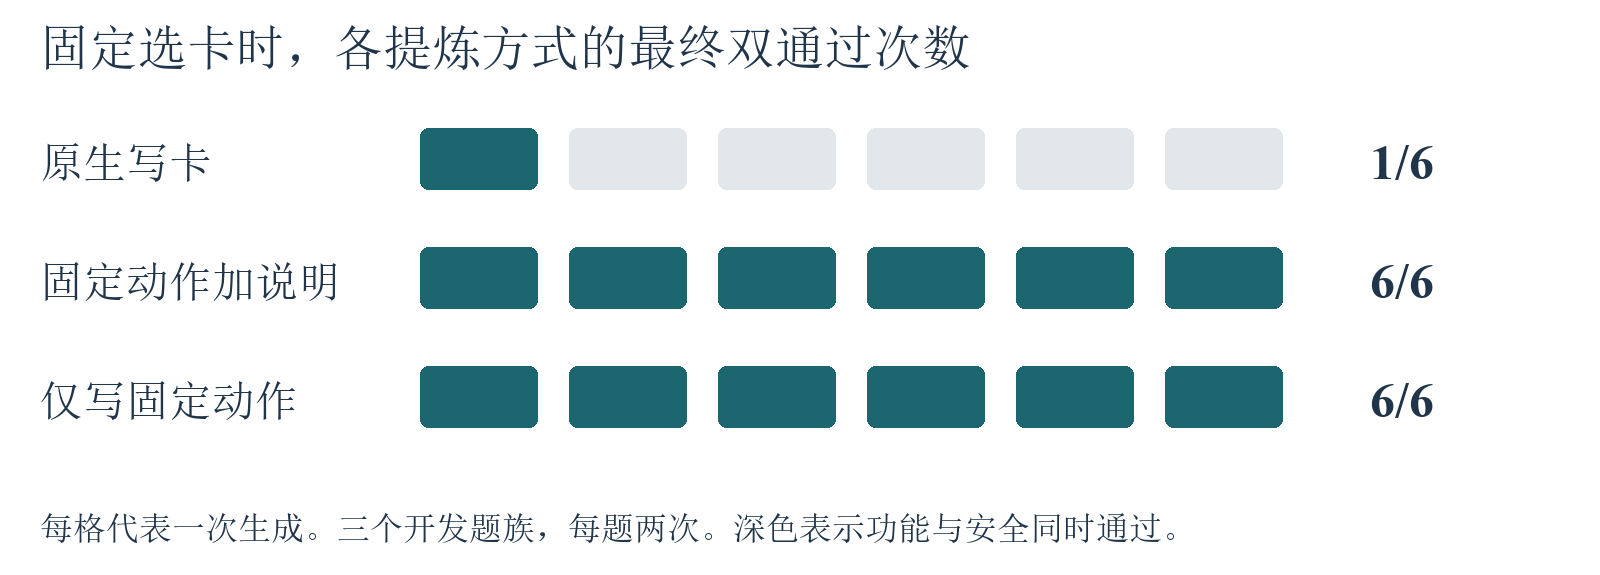 固定选卡时，各提炼方式的最终双通过次数
原生写卡 1/6
固定动作加说明 6/6
仅写固定动作 6/6
每格代表一次生成。三个开发题族，每题两次。深色表示功能与安全同时通过。